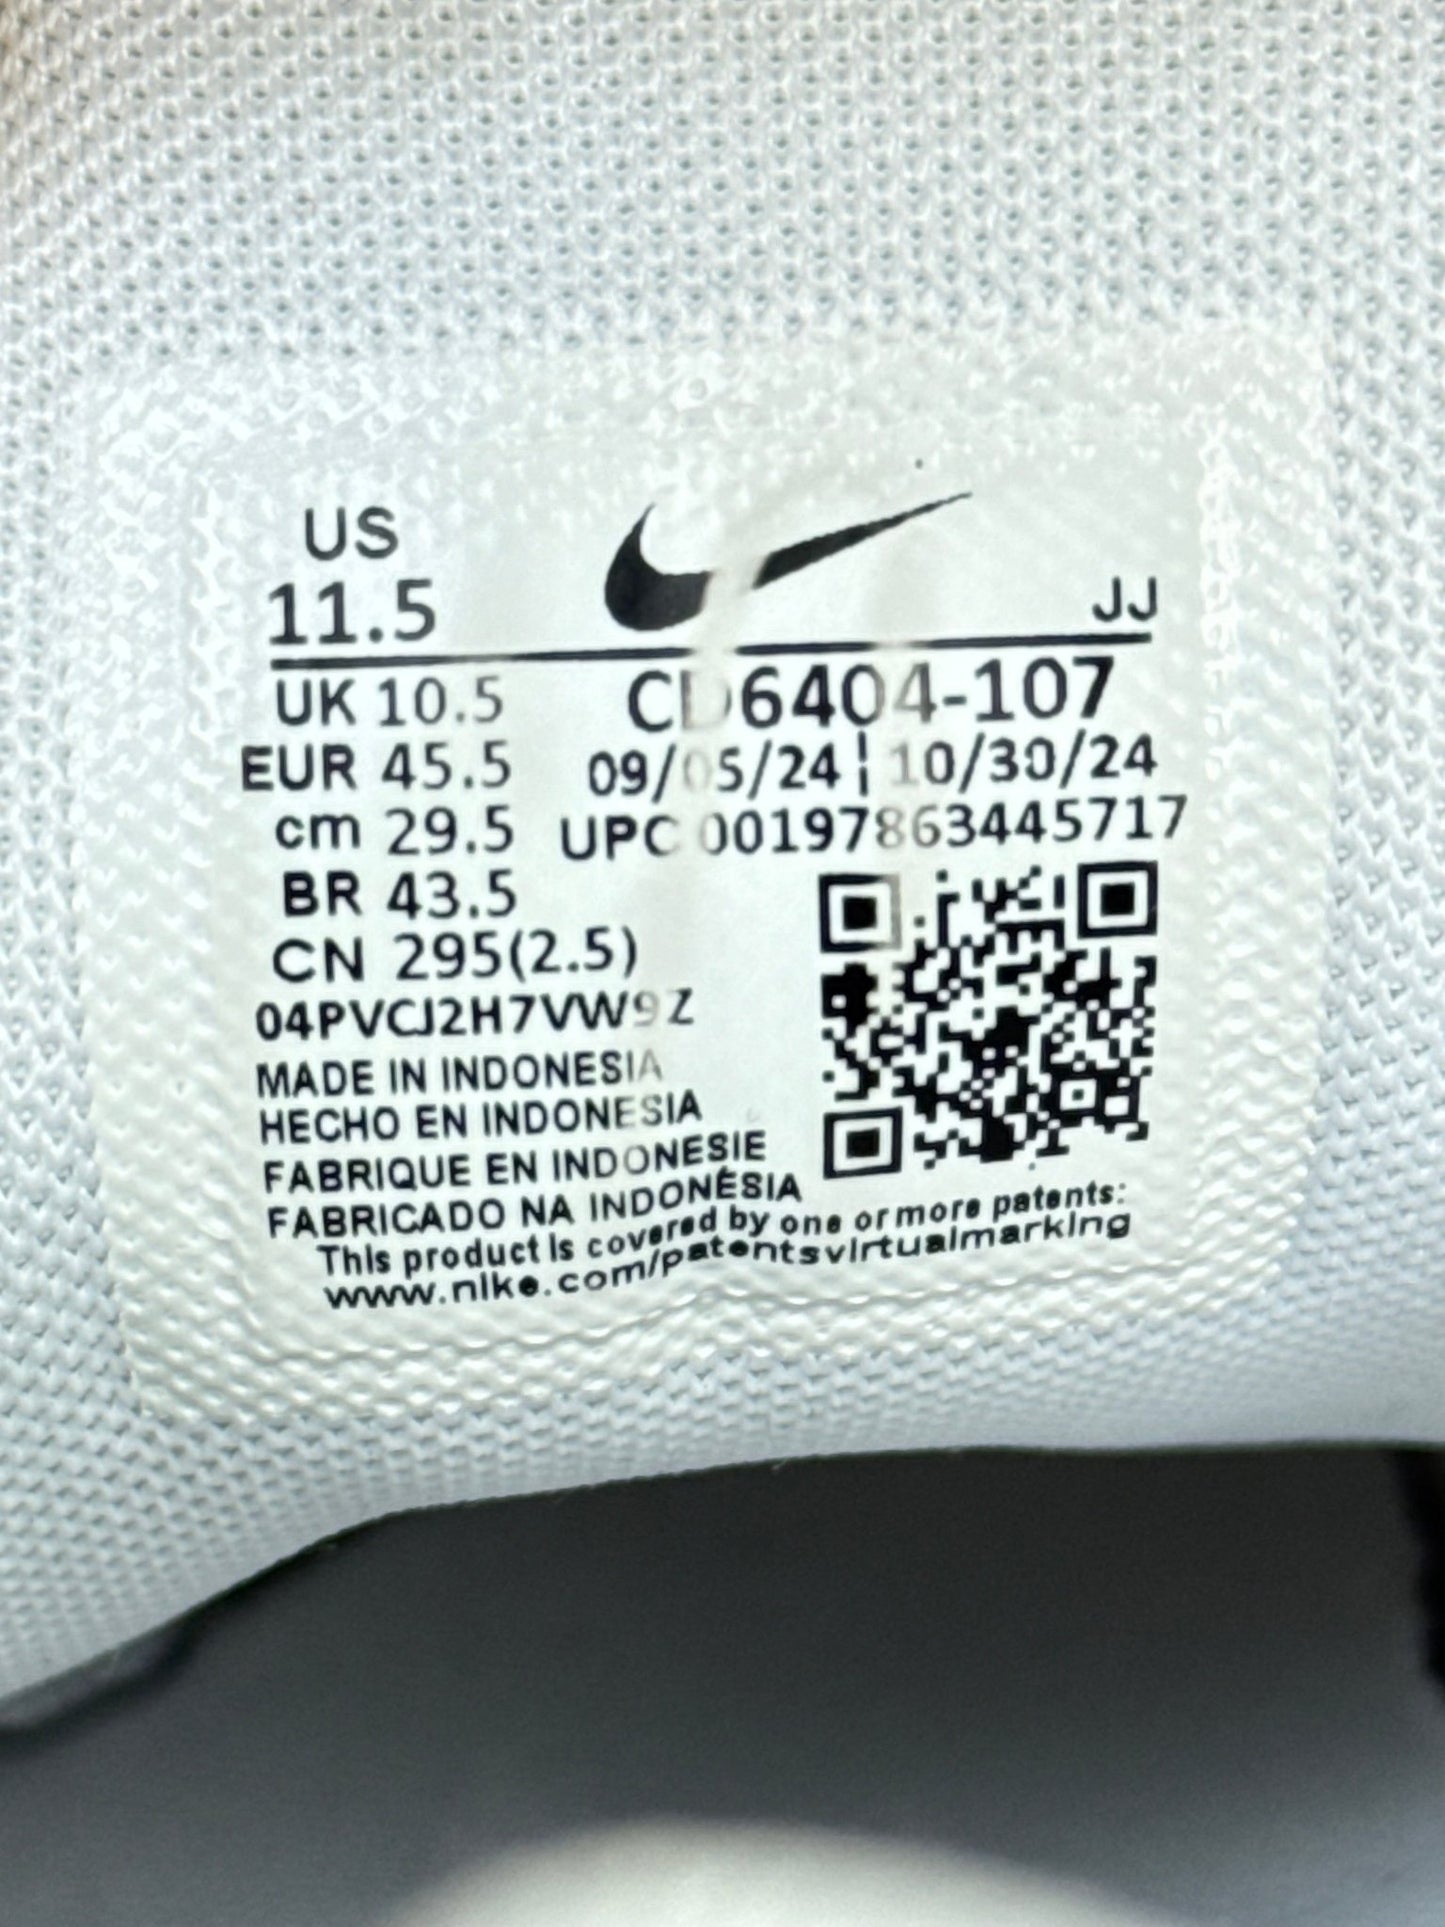 US
11.5
JJ
UK 10.5
CD6404-107
EUR 45.5
09/05/24 | 10/30/24
cm 29.5
UPC 00197863445717
BR 43.5
CN 295(2.5)
04PVCJ2H7VW9Z
MADE IN INDONESIA
HECHO EN INDONESIA
FABRIQUE EN INDONESIE
FABRICADO NA INDONÉSIA
This product is covered by one or more patents:
www.nike.com/patentsvirtualmarking